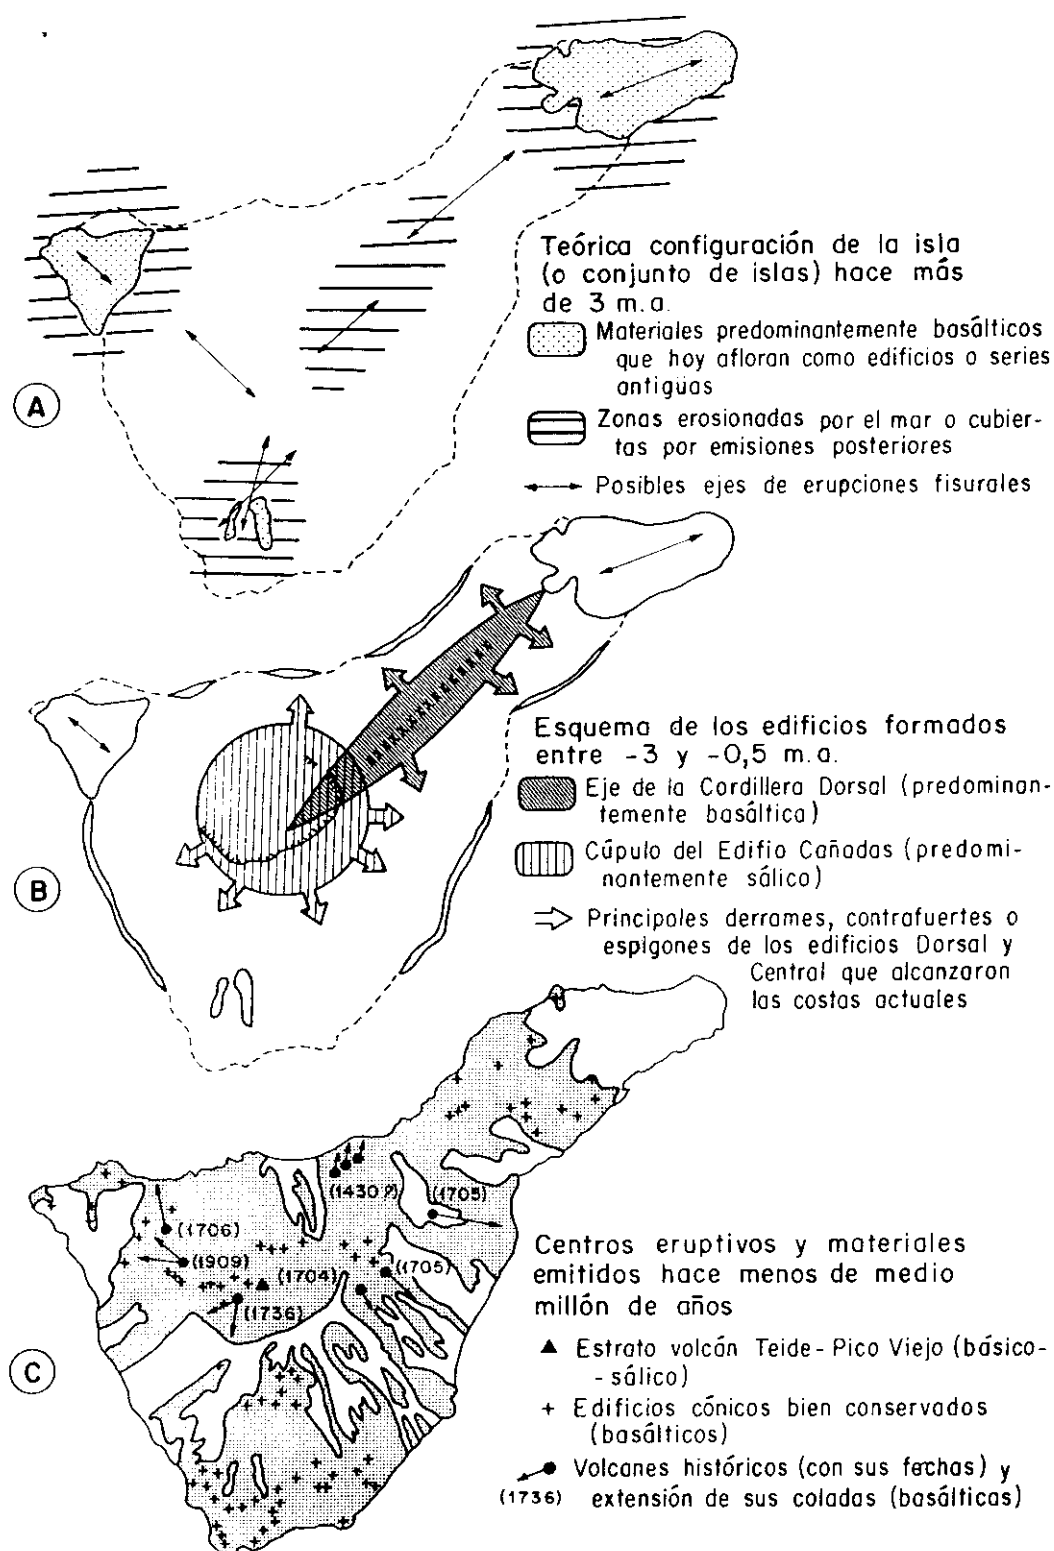 Teórica configuración de la isla
(o conjunto de islas) hace más
de 3 m.a.
Materiales predominantemente basálticos
que hoy afloran como edificios o series
antiguas
A
Zonas erosionadas por el mar o cubier-
tas por emisiones posteriores
Posibles ejes de erupciones fisurales
Esquema de los edificios formados
entre -3 y -0,5 m.a.
Eje de la Cordillera Dorsal (predominan-
temente basáltica)
B
Cúpulo del Edifio Cañadas (predomi-
nantemente sálico)
Principales derrames, contrafuertes o
espigones de los edificios Dorsal y
Central que alcanzaron
las costas actuales
(1430?)
(1705)
(1706)
(1909)
(1704)
(1705)
(1736)
C
Centros eruptivos y materiales
emitidos hace menos de medio
millón de años
Estrato volcán Teide-Pico Viejo (básico-
-sálico)
Edificios cónicos bien conservados
(basálticos)
Volcanes históricos (con sus fechas) y
(1736) extensión de sus coladas (basálticas)